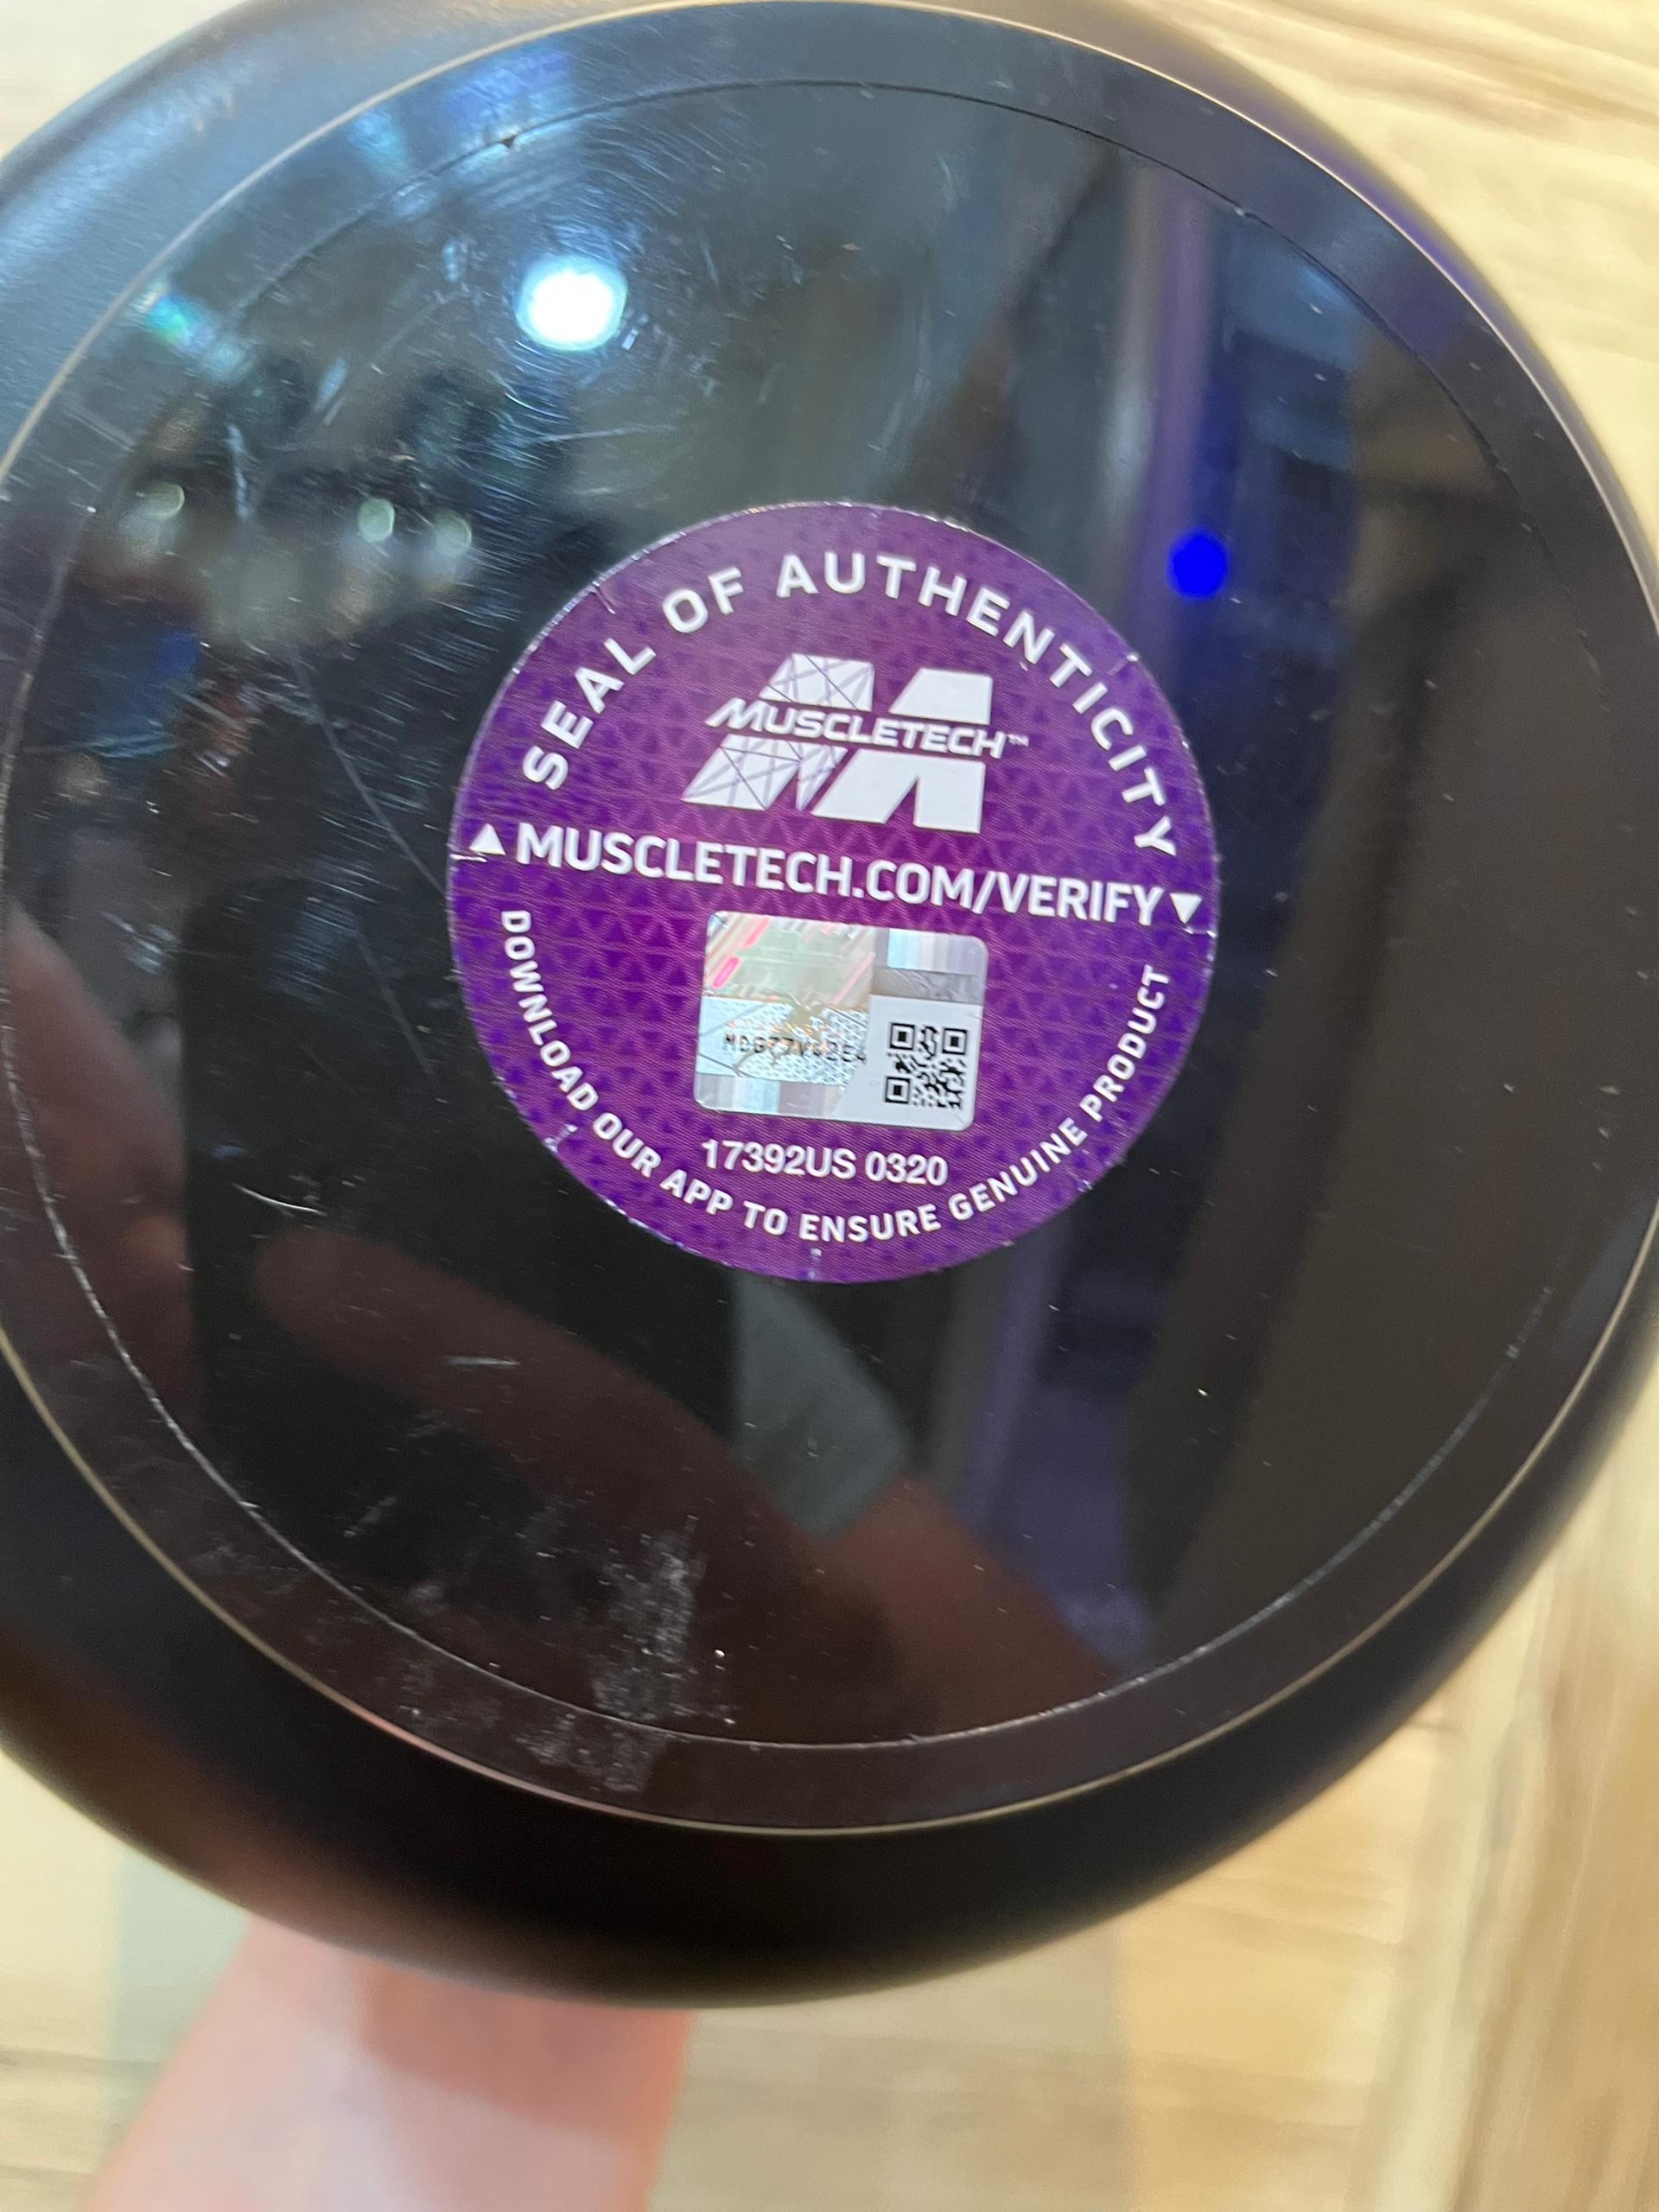 SEAL OF AUTHENTICITY
MUSCLETECH™
▲MUSCLETECH.COM/VERIFY▼
17392US 0320
DOWNLOAD OUR APP TO ENSURE GENUINE PRODUCT